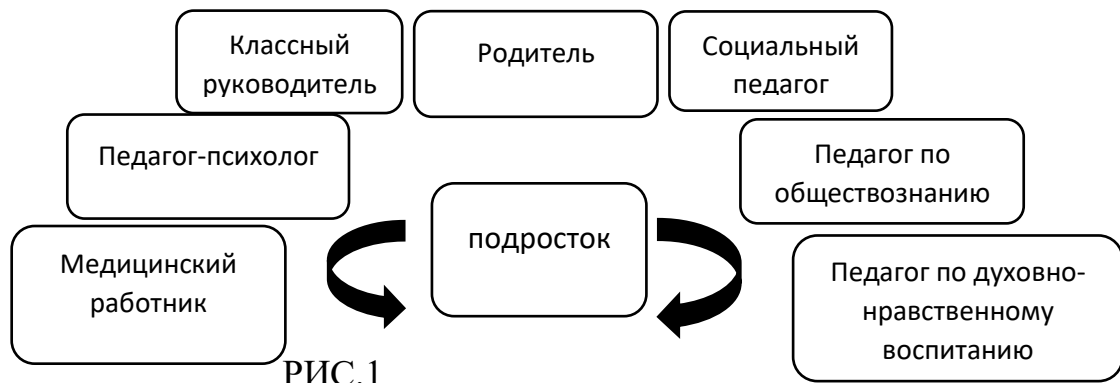 Классный
руководитель
Родитель
Социальный
педагог
Педагог-психолог
Педагог по
обществознанию
подросток
Медицинский
работник
Педагог по духовно-
нравственному
воспитанию
РИС.1